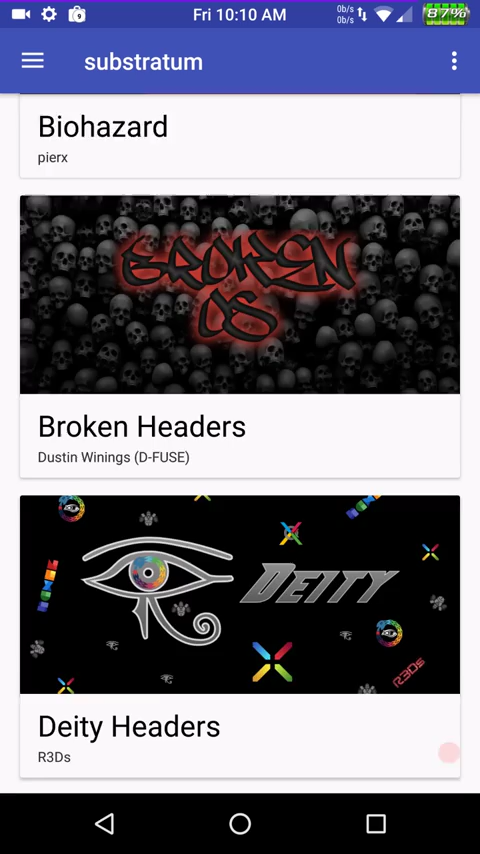 Fri 10:10 AM
0b/s
0b/s
87%
substratum
Biohazard
pierx
BROKEN
OS
Broken Headers
Dustin Winings (D-FUSE)
DEITY
R3Ds
Deity Headers
R3Ds